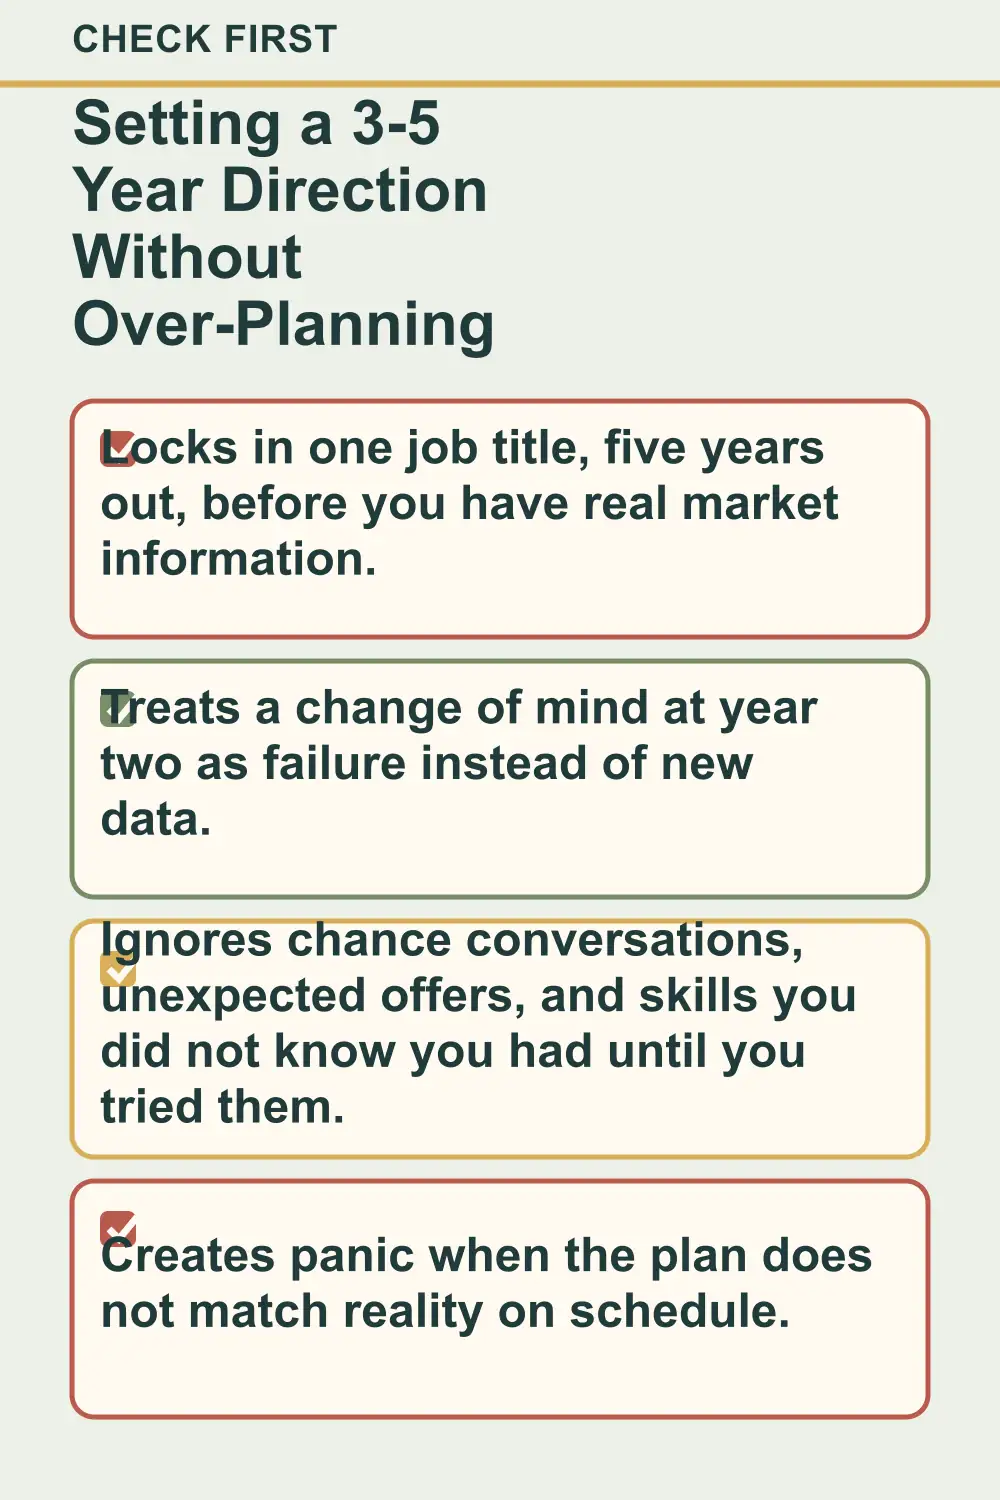 CHECK FIRST
Setting a 3-5
Year Direction
Without
Over-Planning
Locks in one job title, five years
out, before you have real market
information.
Treats a change of mind at year
two as failure instead of new
data.
Ignores chance conversations,
unexpected offers, and skills you
did not know you had until you
tried them.
Creates panic when the plan does
not match reality on schedule.